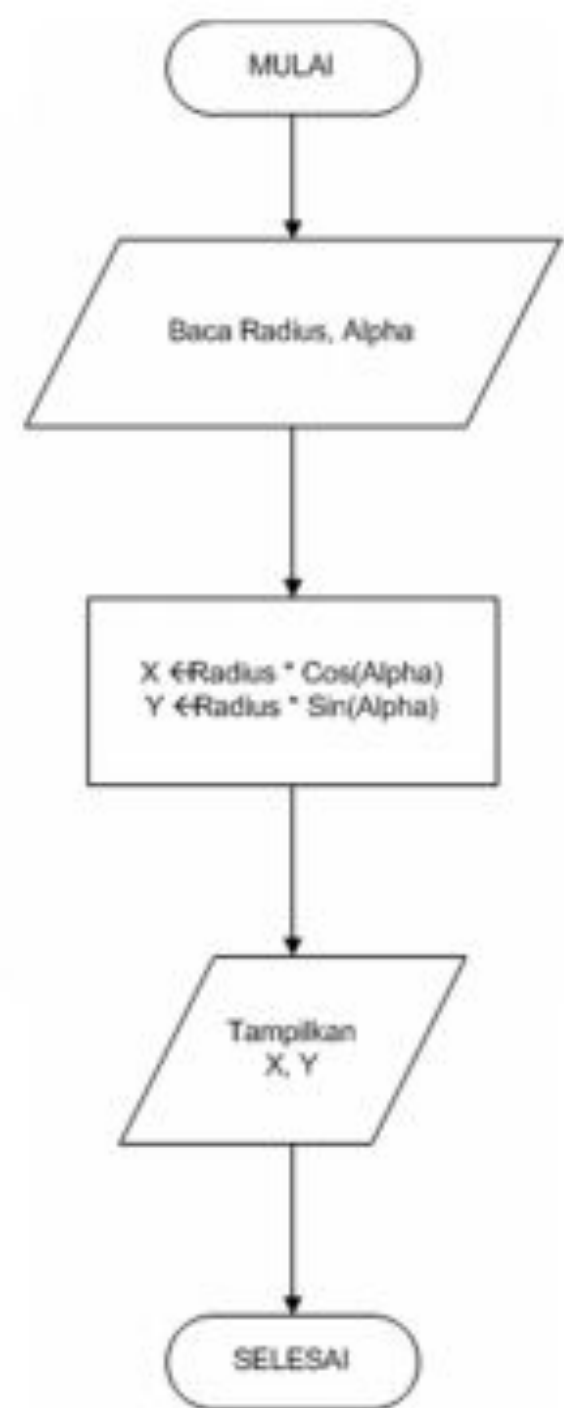 MULAI
Baca Radius, Alpha
X ← Radius * Cos(Alpha)
Y ← Radius * Sin(Alpha)
Tampilkan
X, Y
SELESAI